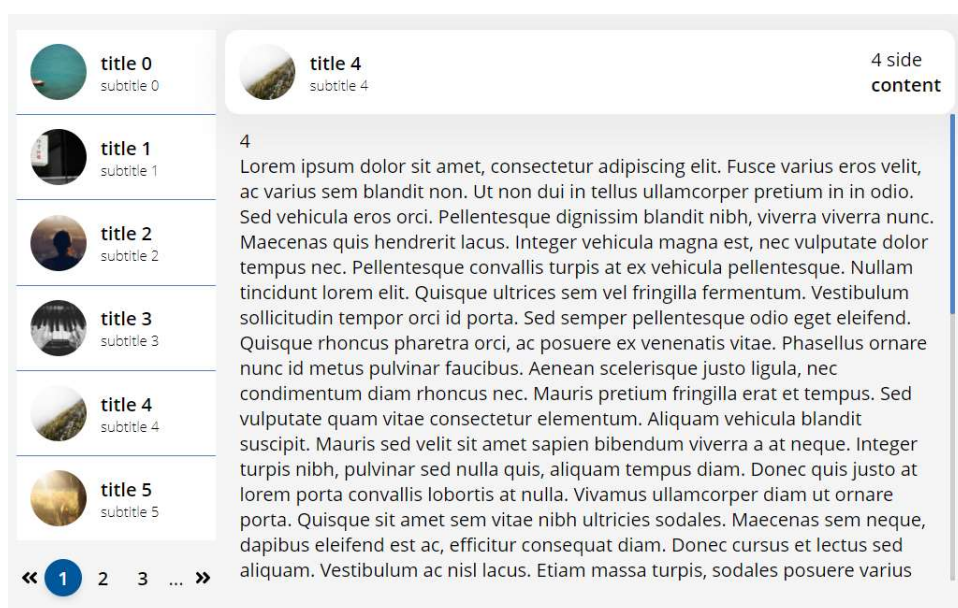 title 0
subtitle 0
title 1
subtitle 1
title 2
subtitle 2
title 3
subtitle 3
title 4
subtitle 4
title 5
subtitle 5
« 1 2 3 ... »
title 4
subtitle 4
4 side
content
4
Lorem ipsum dolor sit amet, consectetur adipiscing elit. Fusce varius eros velit,
ac varius sem blandit non. Ut non dui in tellus ullamcorper pretium in in odio.
Sed vehicula eros orci. Pellentesque dignissim blandit nibh, viverra viverra nunc.
Maecenas quis hendrerit lacus. Integer vehicula magna est, nec vulputate dolor
tempus nec. Pellentesque convallis turpis at ex vehicula pellentesque. Nullam
tincidunt lorem elit. Quisque ultrices sem vel fringilla fermentum. Vestibulum
sollicitudin tempor orci id porta. Sed semper pellentesque odio eget eleifend.
Quisque rhoncus pharetra orci, ac posuere ex venenatis vitae. Phasellus ornare
nunc id metus pulvinar faucibus. Aenean scelerisque justo ligula, nec
condimentum diam rhoncus nec. Mauris pretium fringilla erat et tempus. Sed
vulputate quam vitae consectetur elementum. Aliquam vehicula blandit
suscipit. Mauris sed velit sit amet sapien bibendum viverra a at neque. Integer
turpis nibh, pulvinar sed nulla quis, aliquam tempus diam. Donec quis justo at
lorem porta convallis lobortis at nulla. Vivamus ullamcorper diam ut ornare
porta. Quisque sit amet sem vitae nibh ultricies sodales. Maecenas sem neque,
dapibus eleifend est ac, efficitur consequat diam. Donec cursus et lectus sed
aliquam. Vestibulum ac nisl lacus. Etiam massa turpis, sodales posuere varius